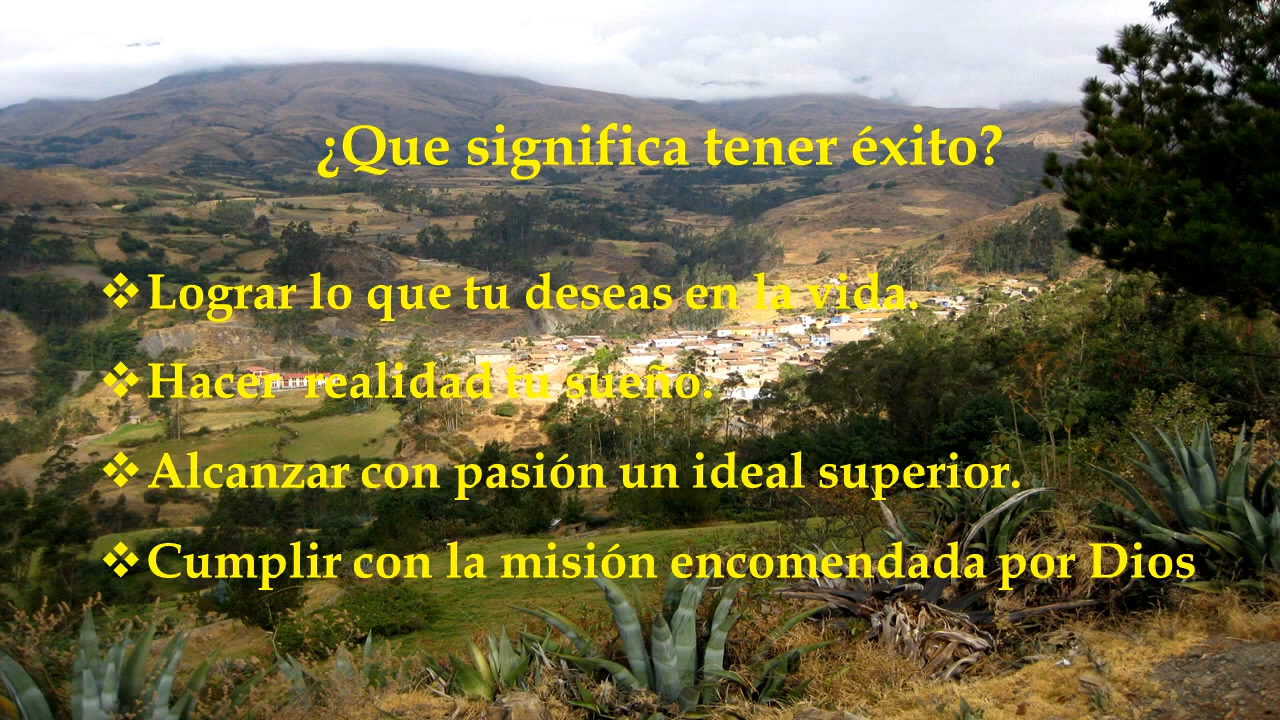 ¿Que significa tener éxito?
❖Lograr lo que tu deseas en la vida.
❖Hacer realidad tu sueño.
❖Alcanzar con pasión un ideal superior.
❖Cumplir con la misión encomendada por Dios